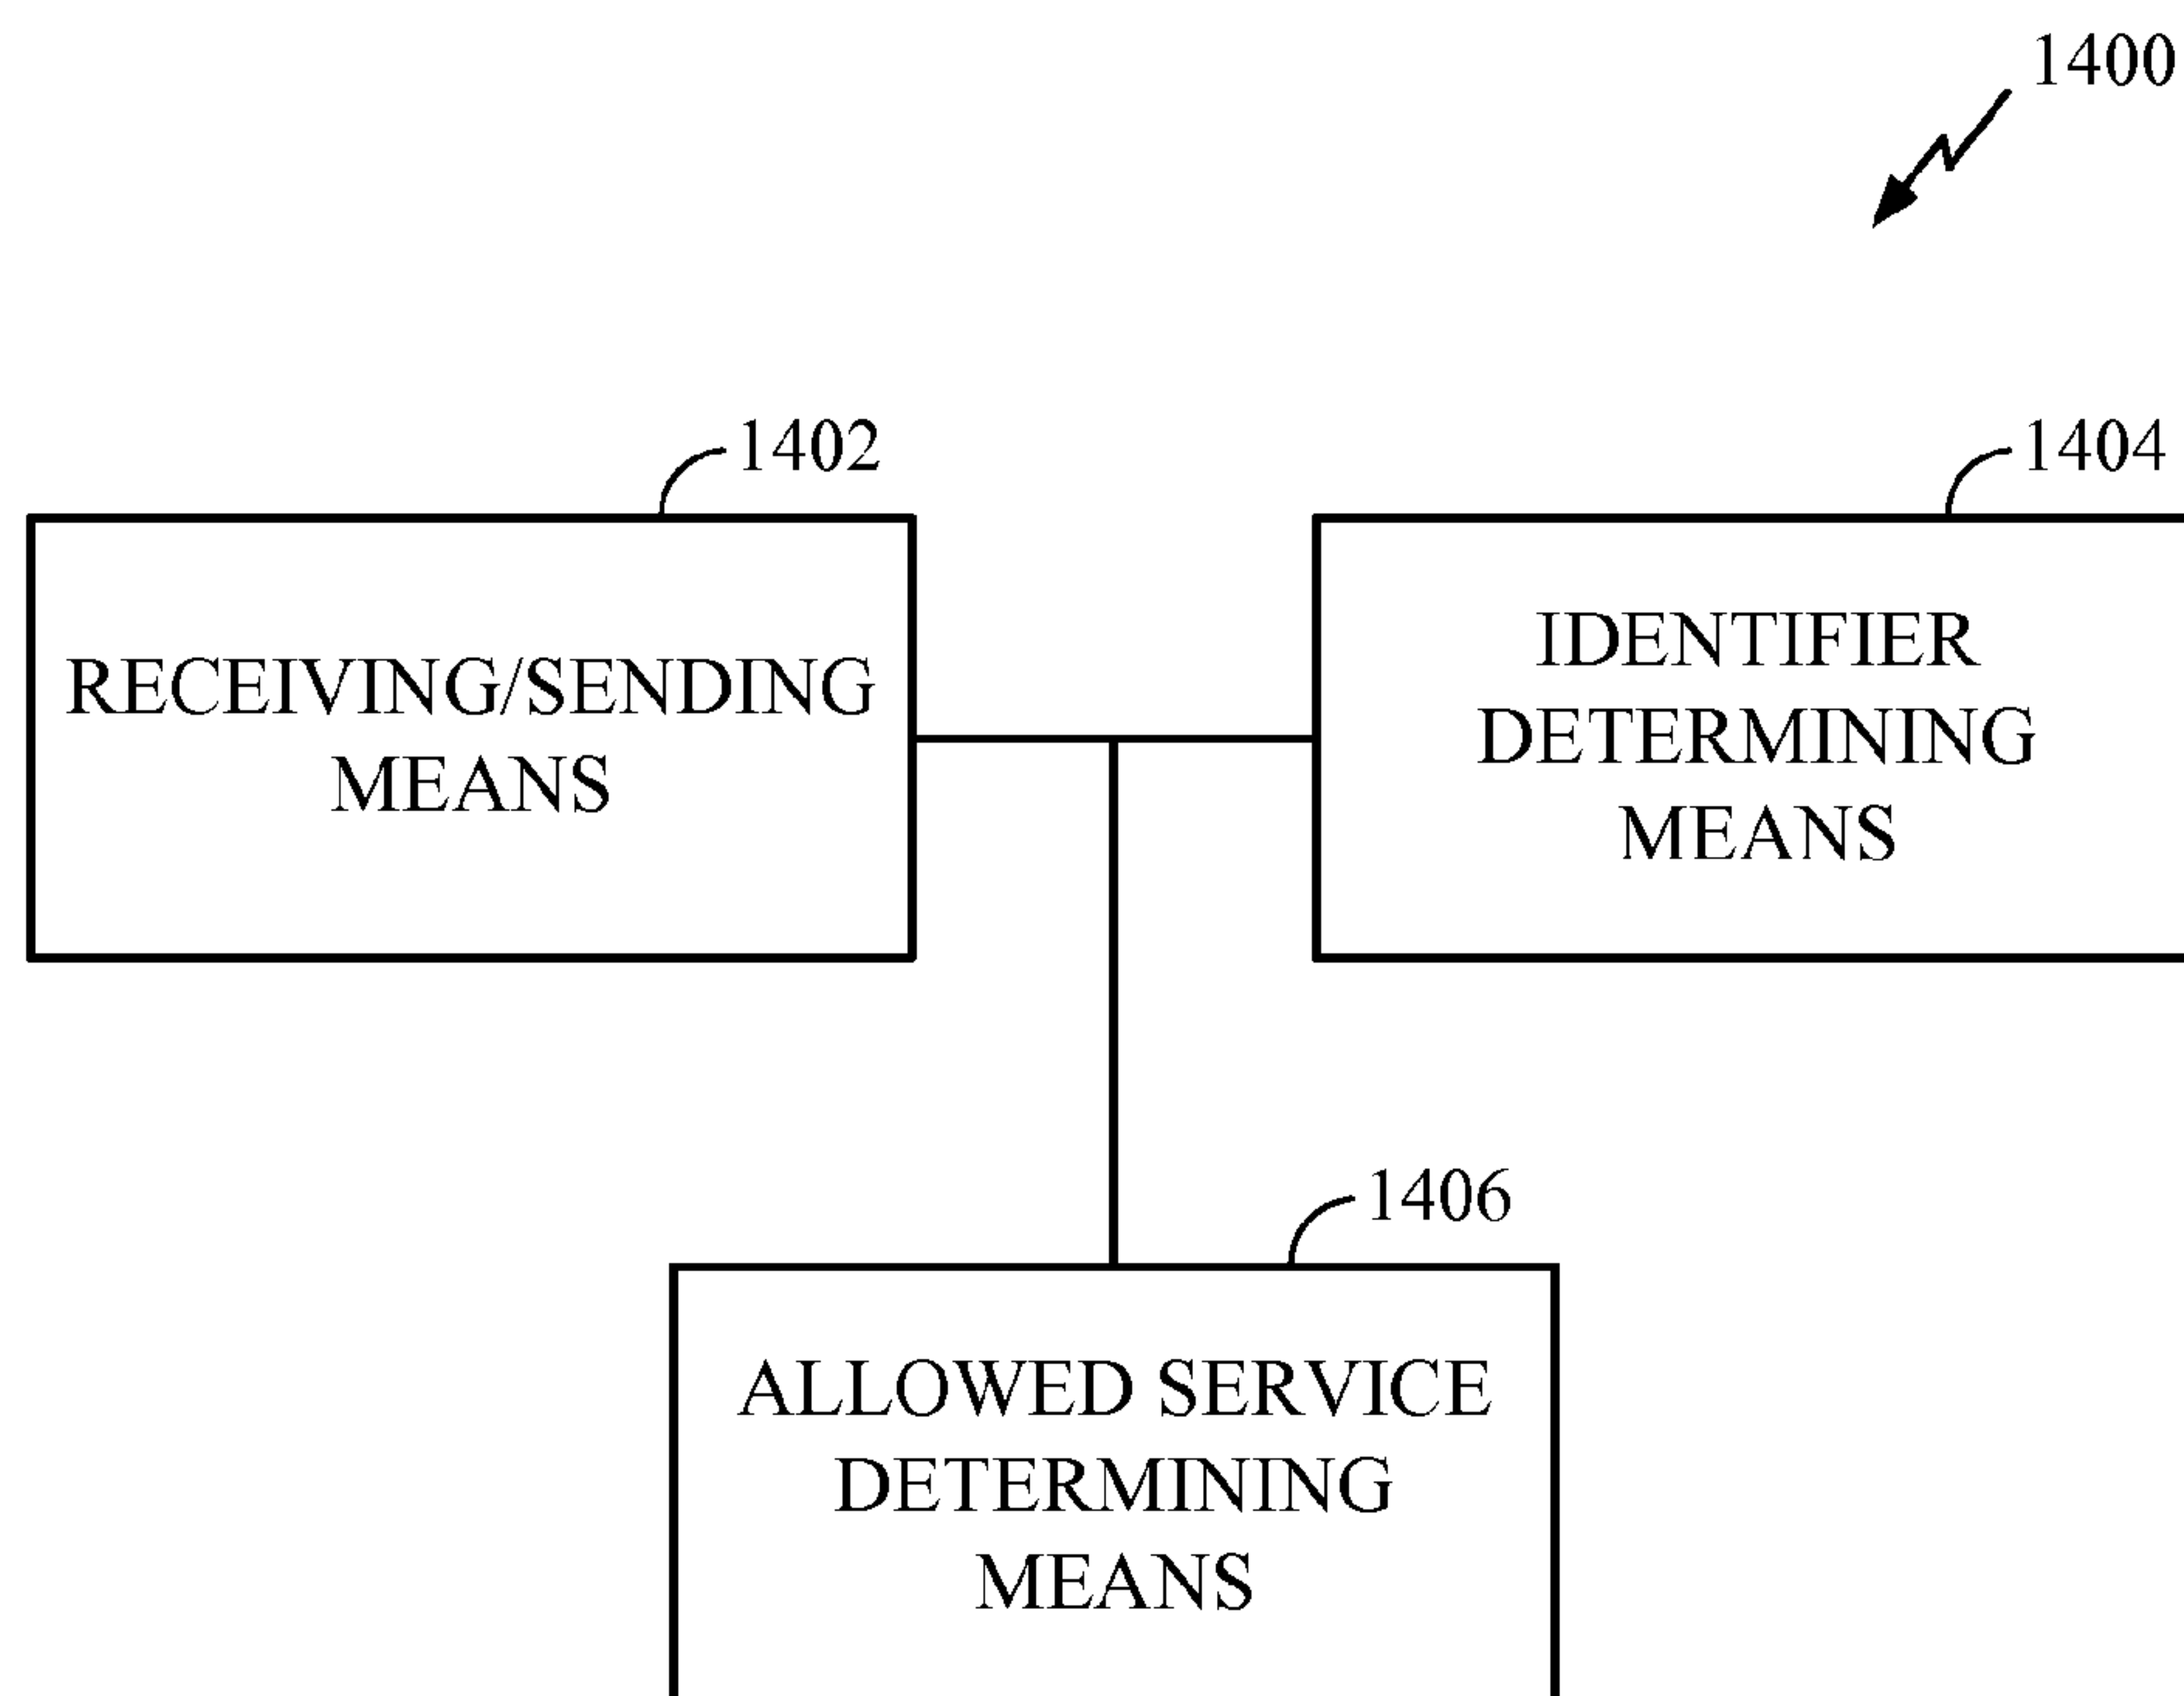 1400
1402
1404
RECEIVING/SENDING
MEANS
IDENTIFIER
DETERMINING
MEANS
1406
ALLOWED SERVICE
DETERMINING
MEANS